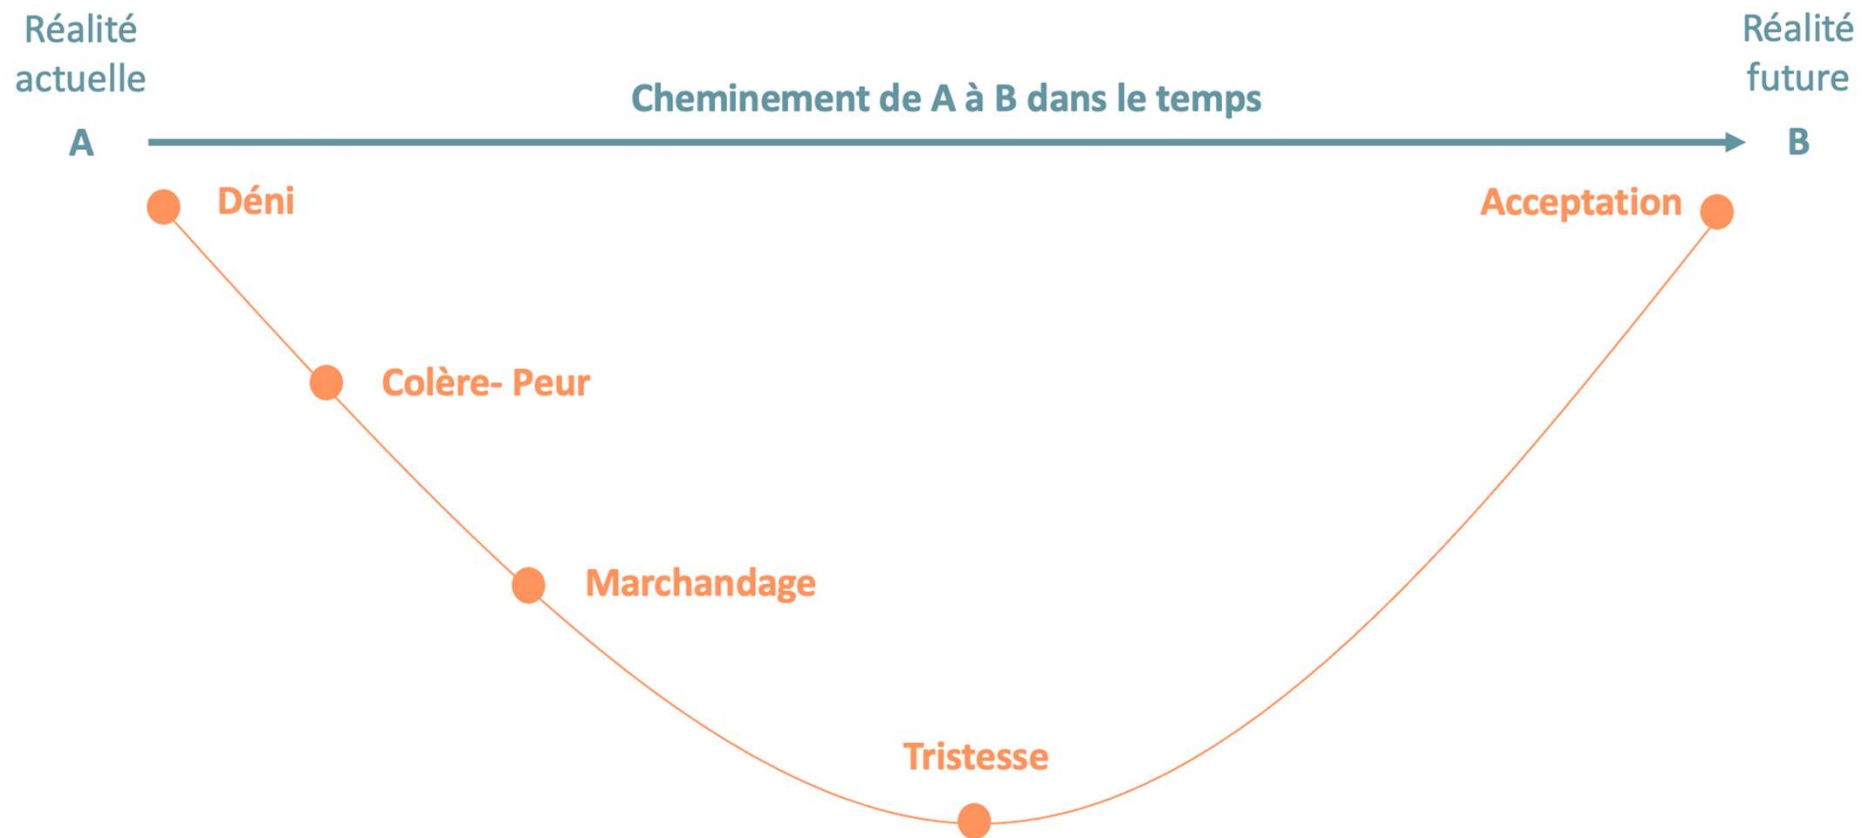 Réalité
actuelle
A
Cheminement de A à B dans le temps
Réalité
future
B
Déni
Acceptation
Colère- Peur
Marchandage
Tristesse